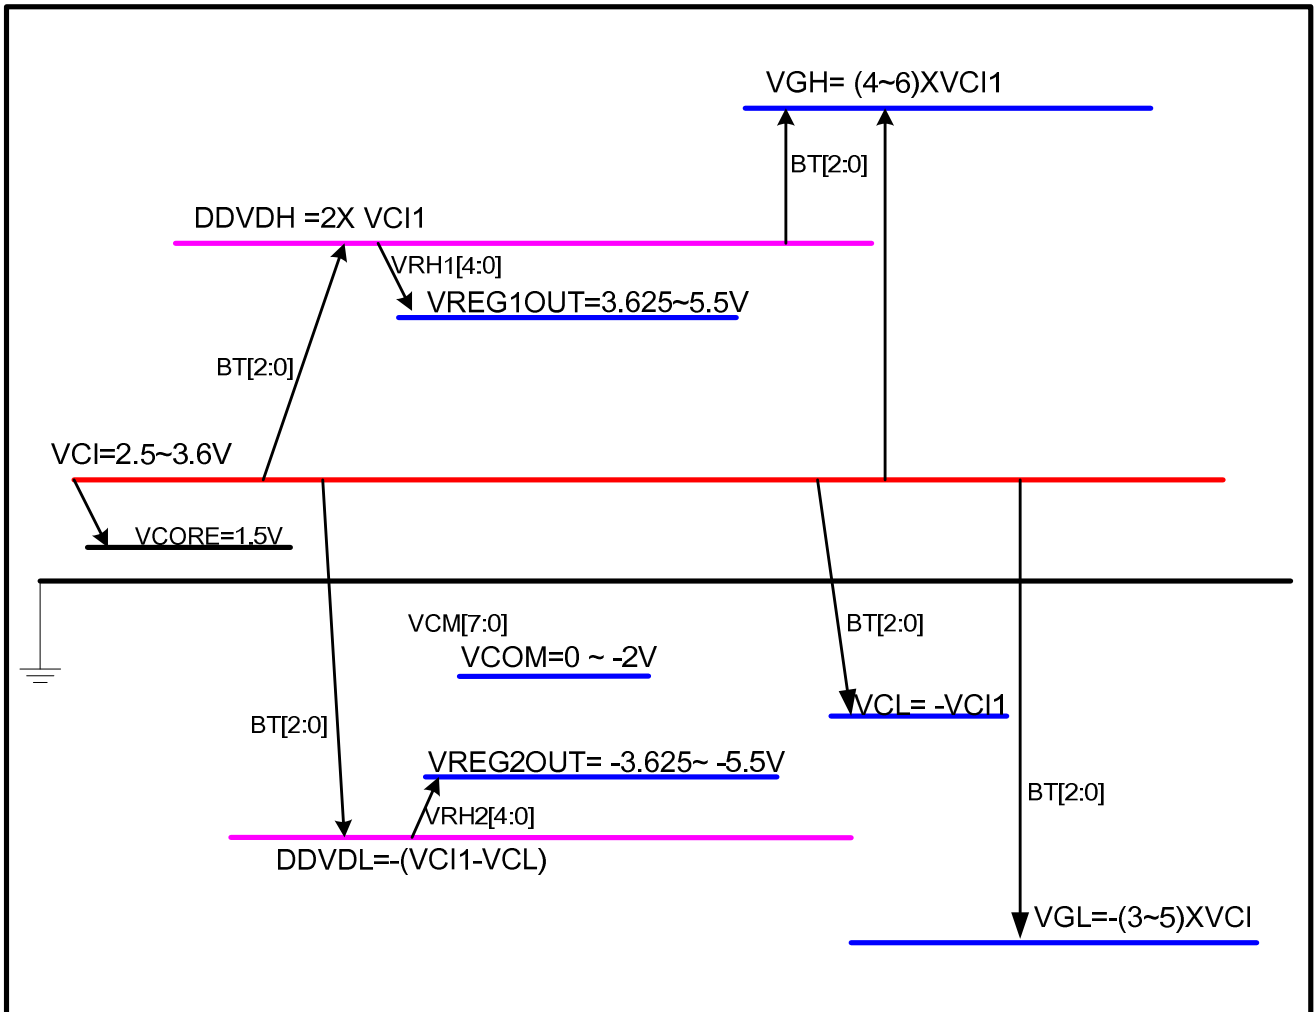 VGH= (4~6)XVCI1
BT[2:0]
DDVDH =2X VCI1
VRH1[4:0]
VREG1OUT=3.625~5.5V
BT[2:0]
VCI=2.5~3.6V
VCORE=1.5V
VCM[7:0]
BT[2:0]
VCOM=0 ~ -2V
VCL= -VCI1
BT[2:0]
VREG2OUT= -3.625~ -5.5V
BT[2:0]
VRH2[4:0]
DDVDL=-(VCI1-VCL)
VGL=-(3~5)XVCI